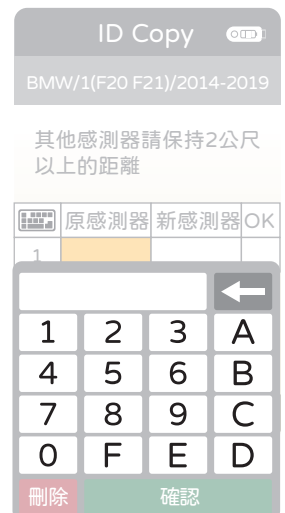 ID Copy
BMW/1(F20 F21)/2014-2019
其他感測器請保持2公尺
以上的距離
原感測器 新感測器 OK
1
1 2 3 A
4 5 6 B
7 8 9 C
0 F E D
刪除 確認